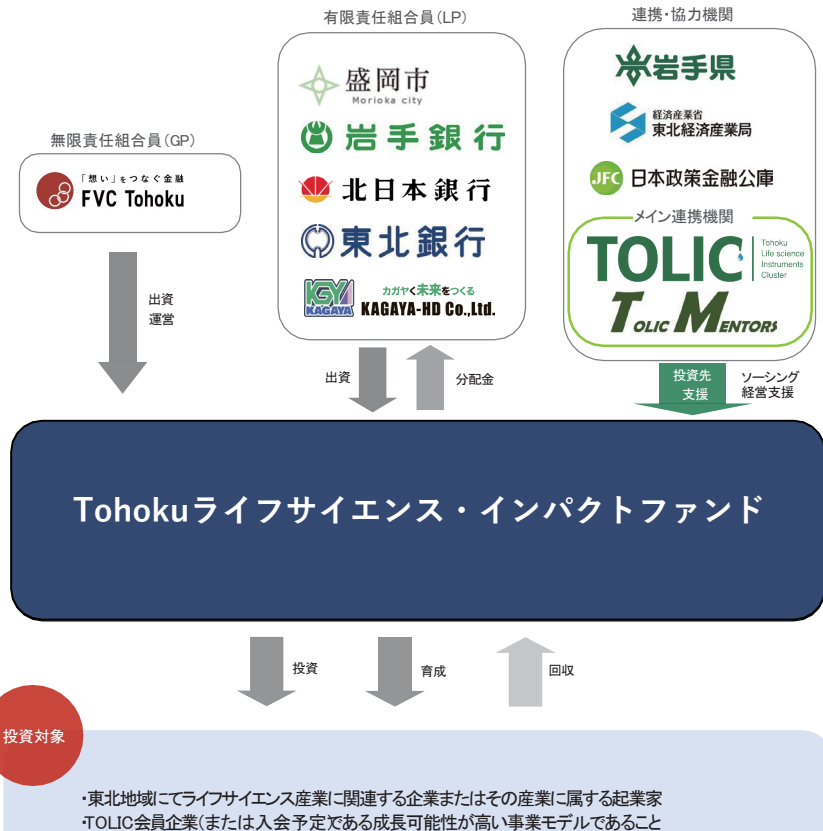 無限責任組合員(GP)
「想い」をつなぐ金融
FVC Tohoku
出資
運営
有限責任組合員(LP)
盛岡市
Morioka city
岩手銀行
北日本銀行
東北銀行
KGY
KAGAYA
カガヤく未来をつくる
KAGAYA-HD Co.,Ltd.
出資
分配金
連携・協力機関
岩手県
経済産業省
東北経済産業局
JFC 日本政策金融公庫
メイン連携機関
TOLIC
Tohoku
Life science
Instruments
Cluster
TOLIC MENTORS
投資先
支援
ソーシング
経営支援
Tohokuライフサイエンス・インパクトファンド
投資
育成
回収
投資対象
・東北地域にてライフサイエンス産業に関連する企業またはその産業に属する起業家
・TOLIC会員企業(または入会予定)である成長可能性が高い事業モデルであること